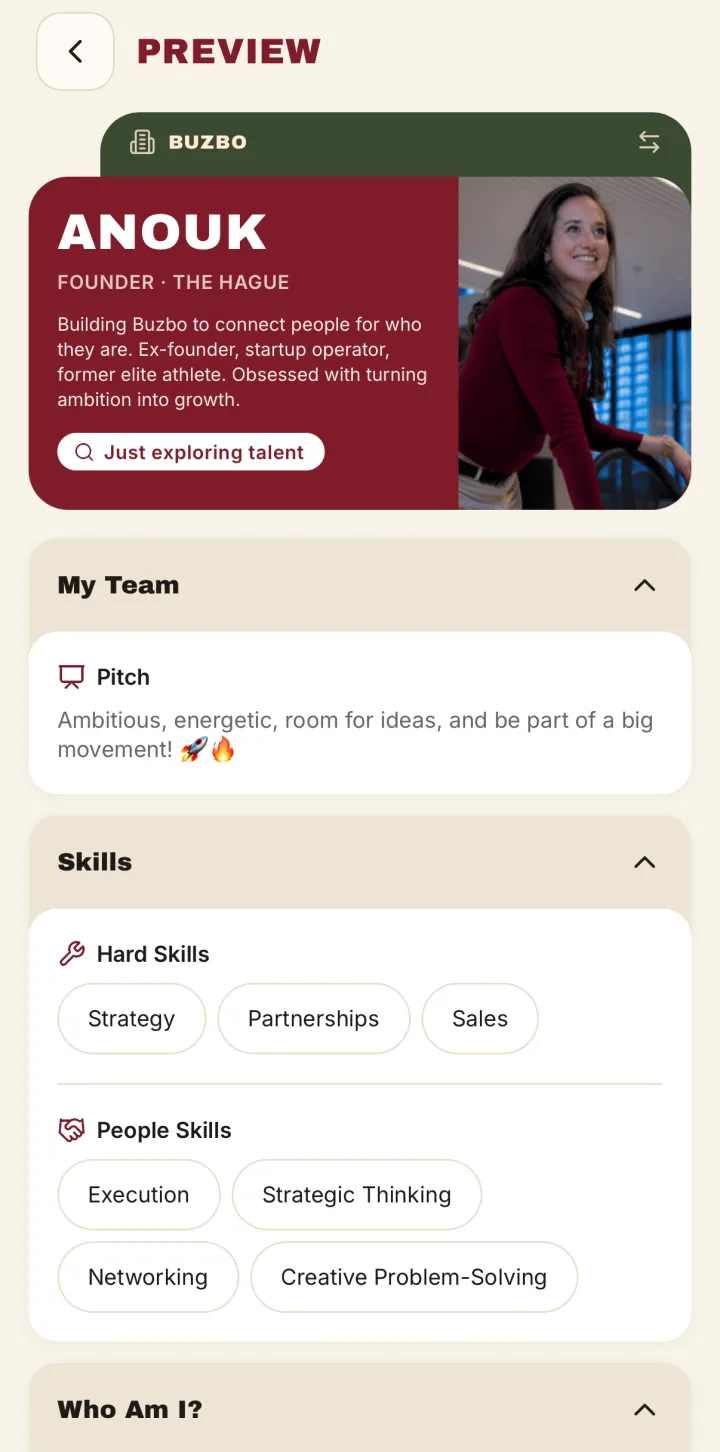 PREVIEW
BUZBO
ANOUK
FOUNDER · THE HAGUE
Building Buzbo to connect people for who
they are. Ex-founder, startup operator,
former elite athlete. Obsessed with turning
ambition into growth.
Just exploring talent
My Team
Pitch
Ambitious, energetic, room for ideas, and be part of a big
movement! 🚀🔥
Skills
Hard Skills
Strategy Partnerships Sales
People Skills
Execution Strategic Thinking
Networking Creative Problem-Solving
Who Am I?